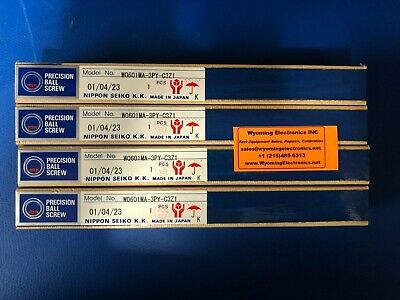 PRECISION
BALL
SCREW
Model No. W0601MA-3PY-C3Z1
01/04/23 1 PCS
NIPPON SEIKO K.K. MADE IN JAPAN K
PRECISION
BALL
SCREW
Model No. W0601MA-3PY-C3Z1
01/04/23 1 PCS
NIPPON SEIKO K.K. MADE IN JAPAN K
PRECISION
BALL
SCREW
Model No. W0601MA-3PY-C3Z1
01/04/23 1 PCS
NIPPON SEIKO K.K. MADE IN JAPAN K
PRECISION
BALL
SCREW
Model No. W0601MA-3PY-C3Z1
01/04/23 1 PCS
NIPPON SEIKO K.K. MADE IN JAPAN K
Wyoming Electronics INC
Test Equipment Sales, Repairs, Calibration
sales@wyomingelectronics.net
+1 (215)485-6313
www.WyomingElectronics.net